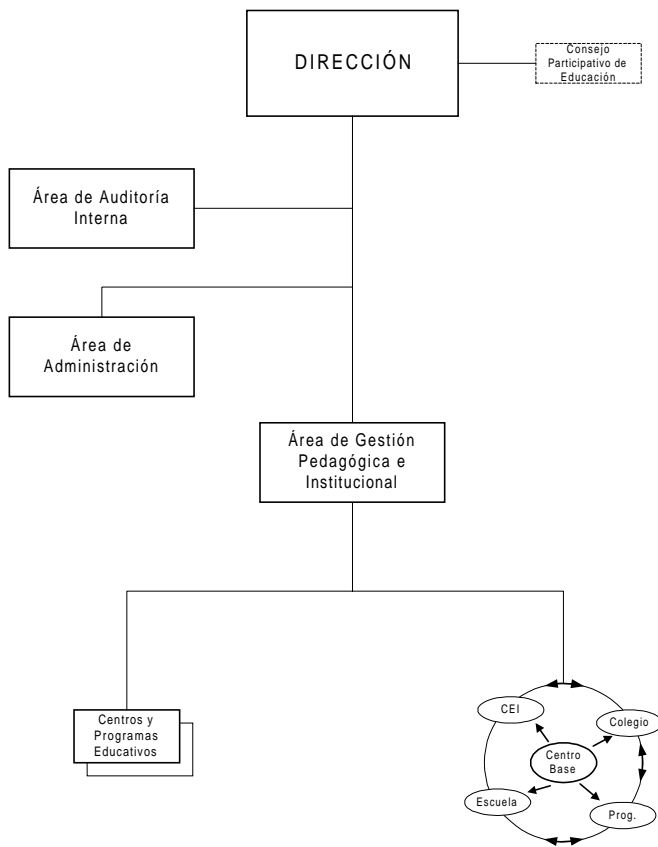 DIRECCIÓN
Consejo
Participativo de
Educación
Área de Auditoría
Interna
Área de
Administración
Área de Gestión
Pedagógica e
Institucional
Centros y
Programas
Educativos
CEI
Colegio
Centro
Base
Escuela
Prog.